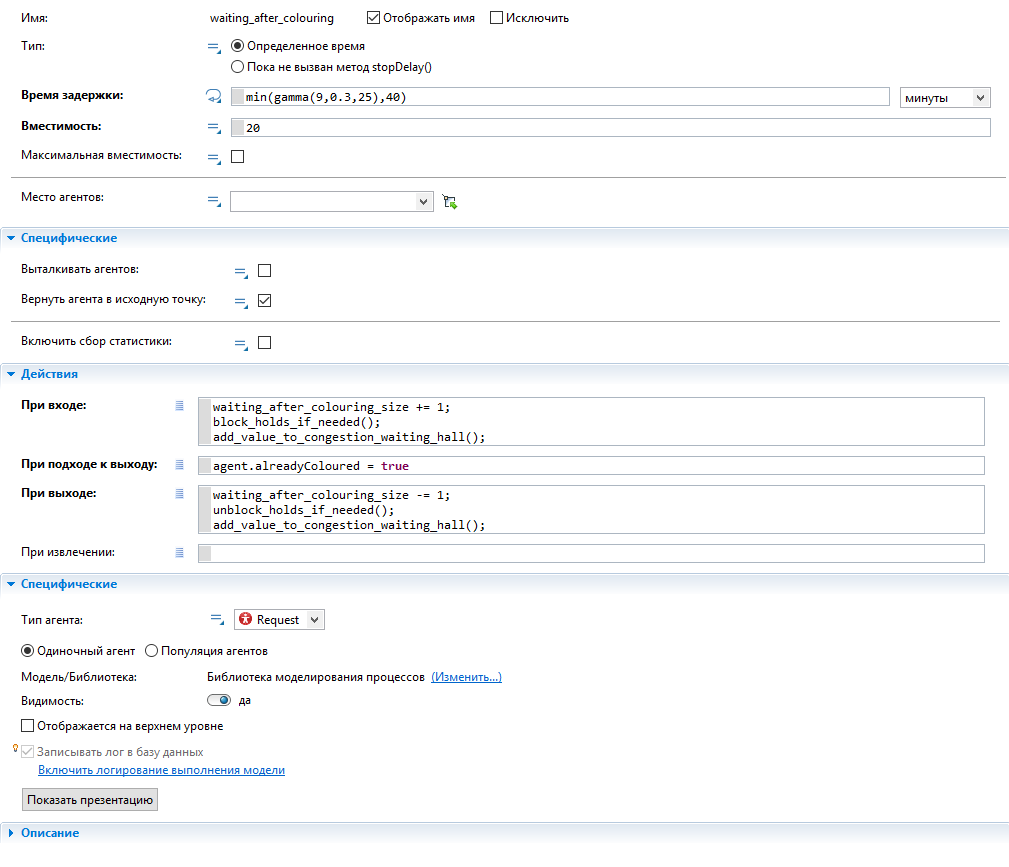 Имя: waiting_after_colouring Отображать имя Исключить
Тип: Определенное время
Пока не вызван метод stopDelay()
Время задержки: min(gamma(9,0.3,25),40) минуты
Вместимость: 20
Максимальная вместимость:
Место агентов:
Специфические
Выталкивать агентов:
Вернуть агента в исходную точку:
Включить сбор статистики:
Действия
При входе: waiting_after_colouring_size += 1;
block_holds_if_needed();
add_value_to_congestion_waiting_hall();
При подходе к выходу: agent.alreadyColoured = true
При выходе: waiting_after_colouring_size -= 1;
unblock_holds_if_needed();
add_value_to_congestion_waiting_hall();
При извлечении:
Специфические
Тип агента: Request
Одиночный агент Популяция агентов
Модель/Библиотека: Библиотека моделирования процессов (Изменить...)
Видимость: да
Отображается на верхнем уровне
Записывать лог в базу данных
Включить логирование выполнения модели
Показать презентацию
Описание